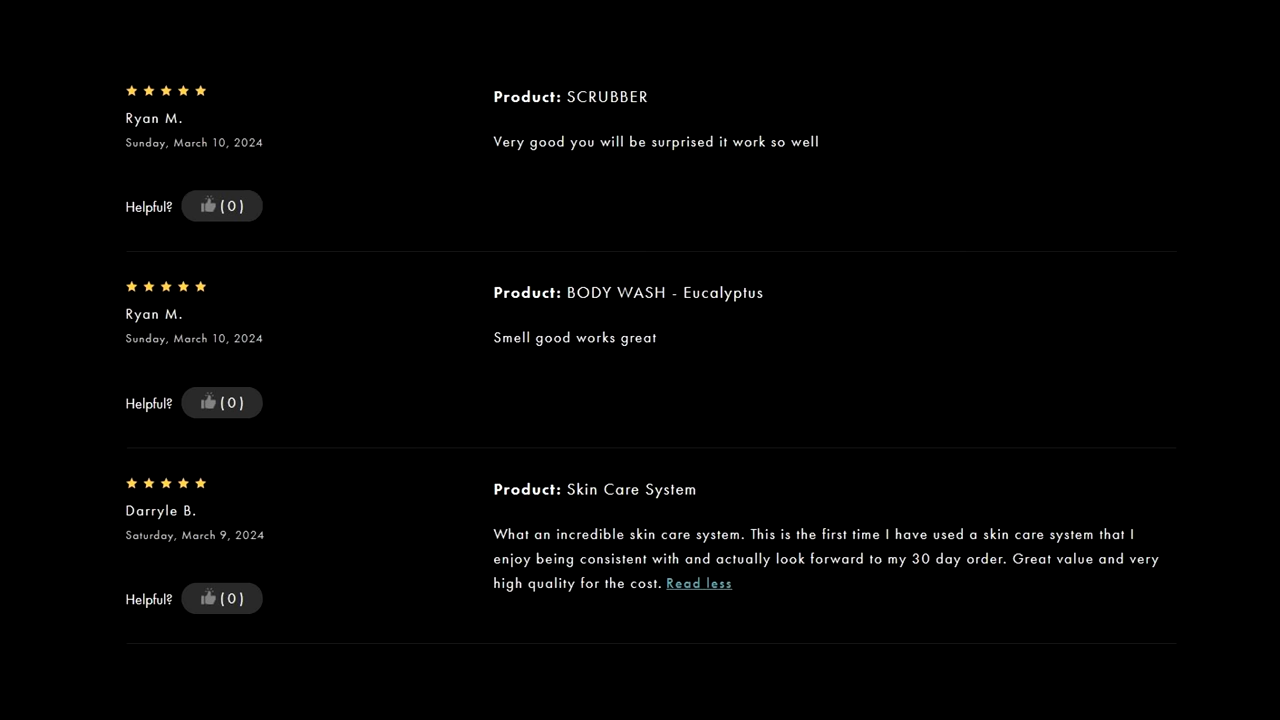 Product: SCRUBBER
Ryan M.
Sunday, March 10, 2024
Very good you will be surprised it work so well
Helpful? (0)
Product: BODY WASH - Eucalyptus
Ryan M.
Sunday, March 10, 2024
Smell good works great
Helpful? (0)
Product: Skin Care System
Darryle B.
Saturday, March 9, 2024
What an incredible skin care system. This is the first time I have used a skin care system that I
enjoy being consistent with and actually look forward to my 30 day order. Great value and very
high quality for the cost. Read less
Helpful? (0)